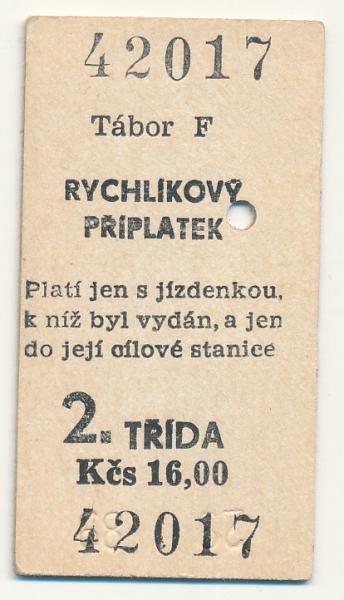 42017
Tábor F
RYCHLÍKOVÝ
PŘÍPLATEK
Platí jen s jízdenkou,
k níž byl vydán, a jen
do její cílové stanice
2. TŘÍDA
Kčs 16,00
42017